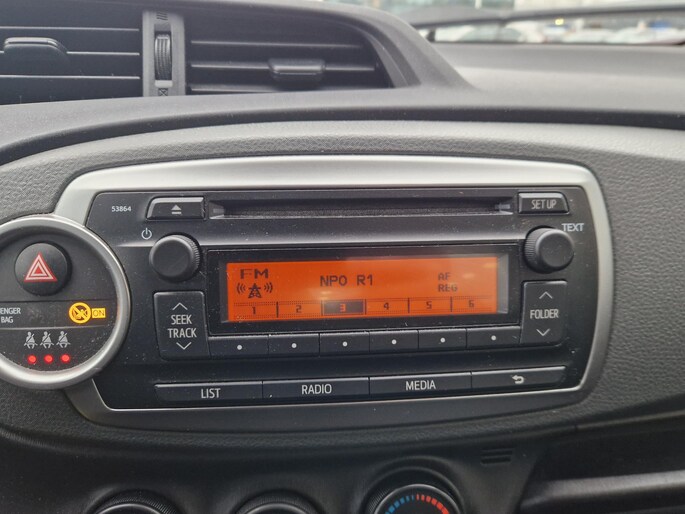 53864
SET UP
TEXT
FM
NPO R1
AF
REG
1 2 3 4 5 6
SEEK
TRACK
FOLDER
LIST
RADIO
MEDIA
ENGER
BAG
ON